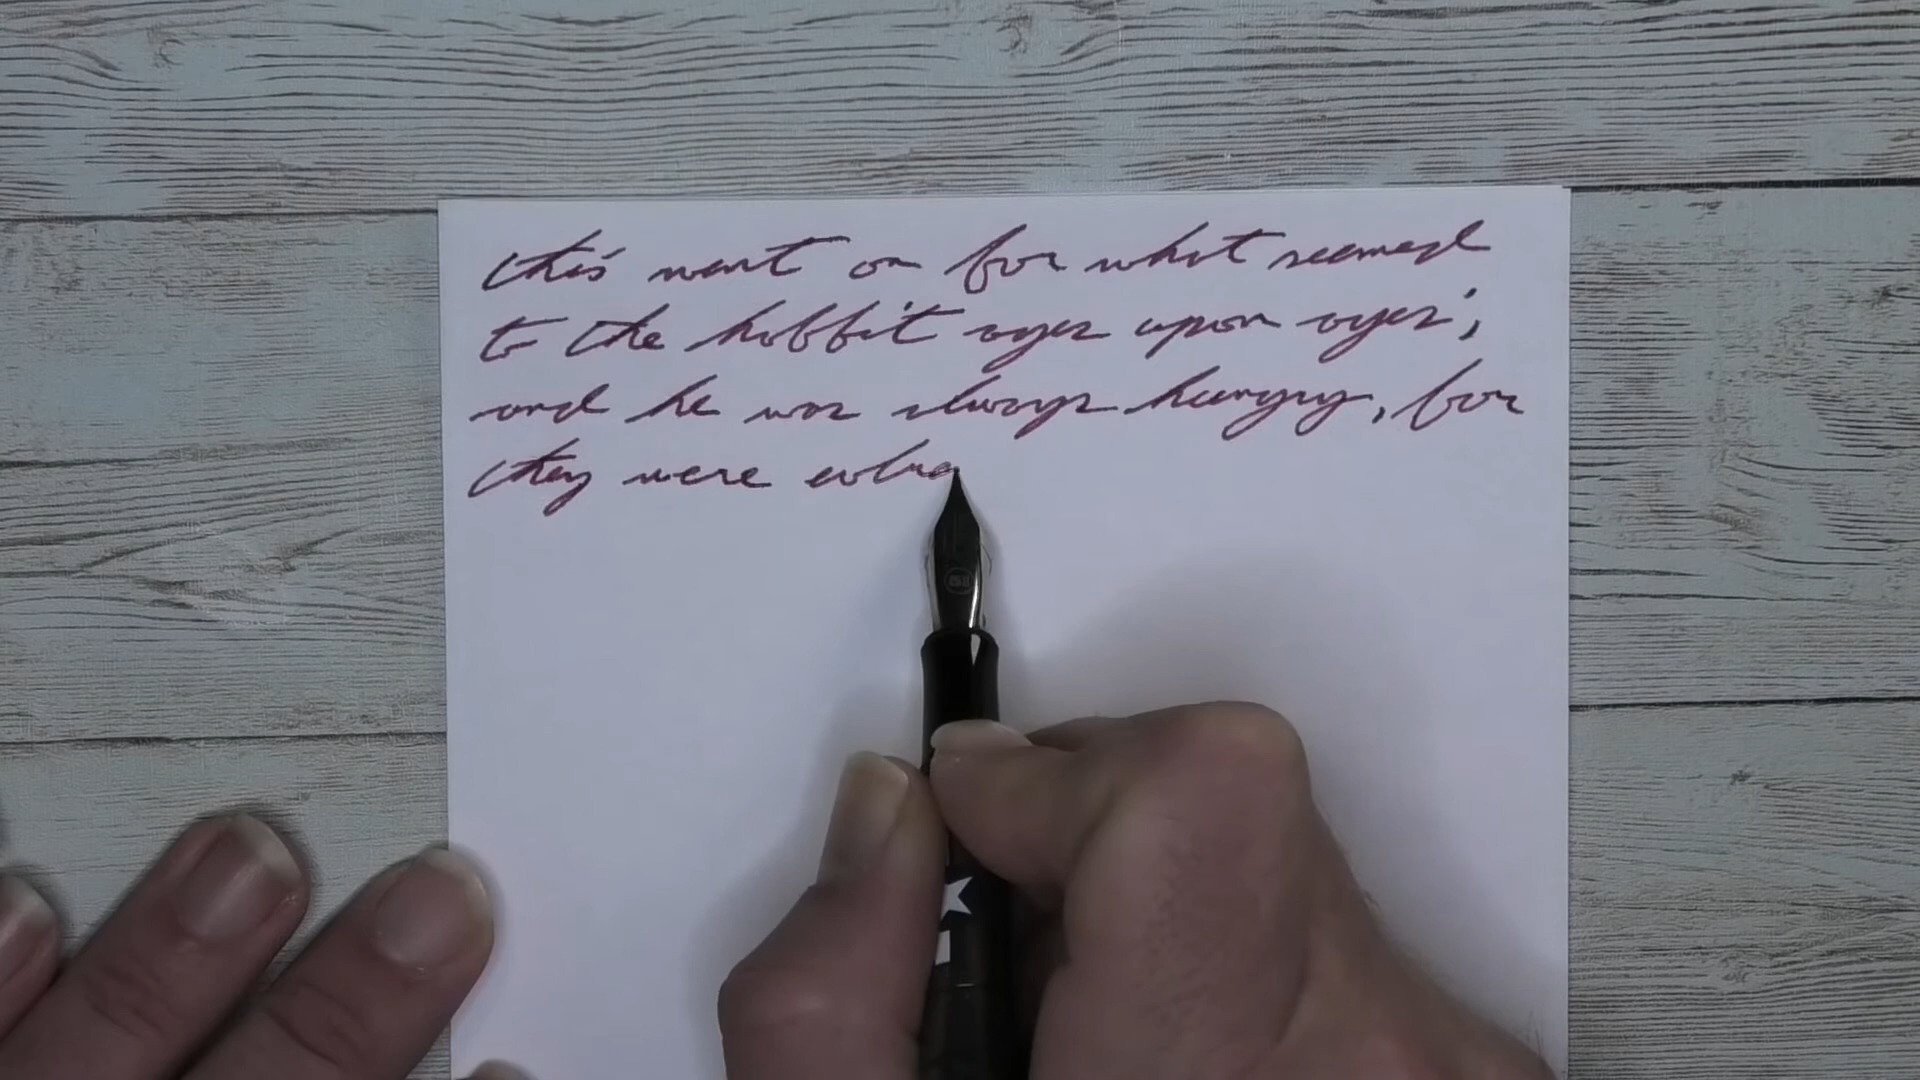 this went on for what seemed
to the hobbit ages upon ages;
and he was always hungry, for
they were